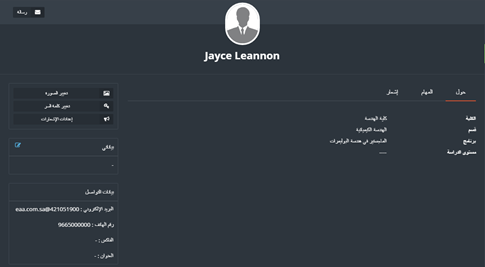 رسالة
Jayce Leannon
حول
المهام
إشعار
الكلية كلية الهندسة
قسم الهندسة الكيميائية
برنامج الماجستير في هندسة البوليمرات
مستوى الدراسة ----
تغيير الصورة
تغيير كلمة السر
إعدادات الإشعارات
بياناتي
-
بيانات التواصل
البريد الإلكتروني : eaa.com.sa@421051900
رقم الهاتف : 9665000000
الفاكس : -
العنوان : -